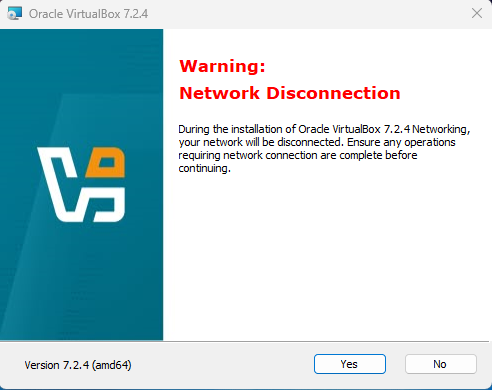 Oracle VirtualBox 7.2.4
Warning:
Network Disconnection
During the installation of Oracle VirtualBox 7.2.4 Networking,
your network will be disconnected. Ensure any operations
requiring network connection are complete before
continuing.
Version 7.2.4 (amd64)
Yes
No